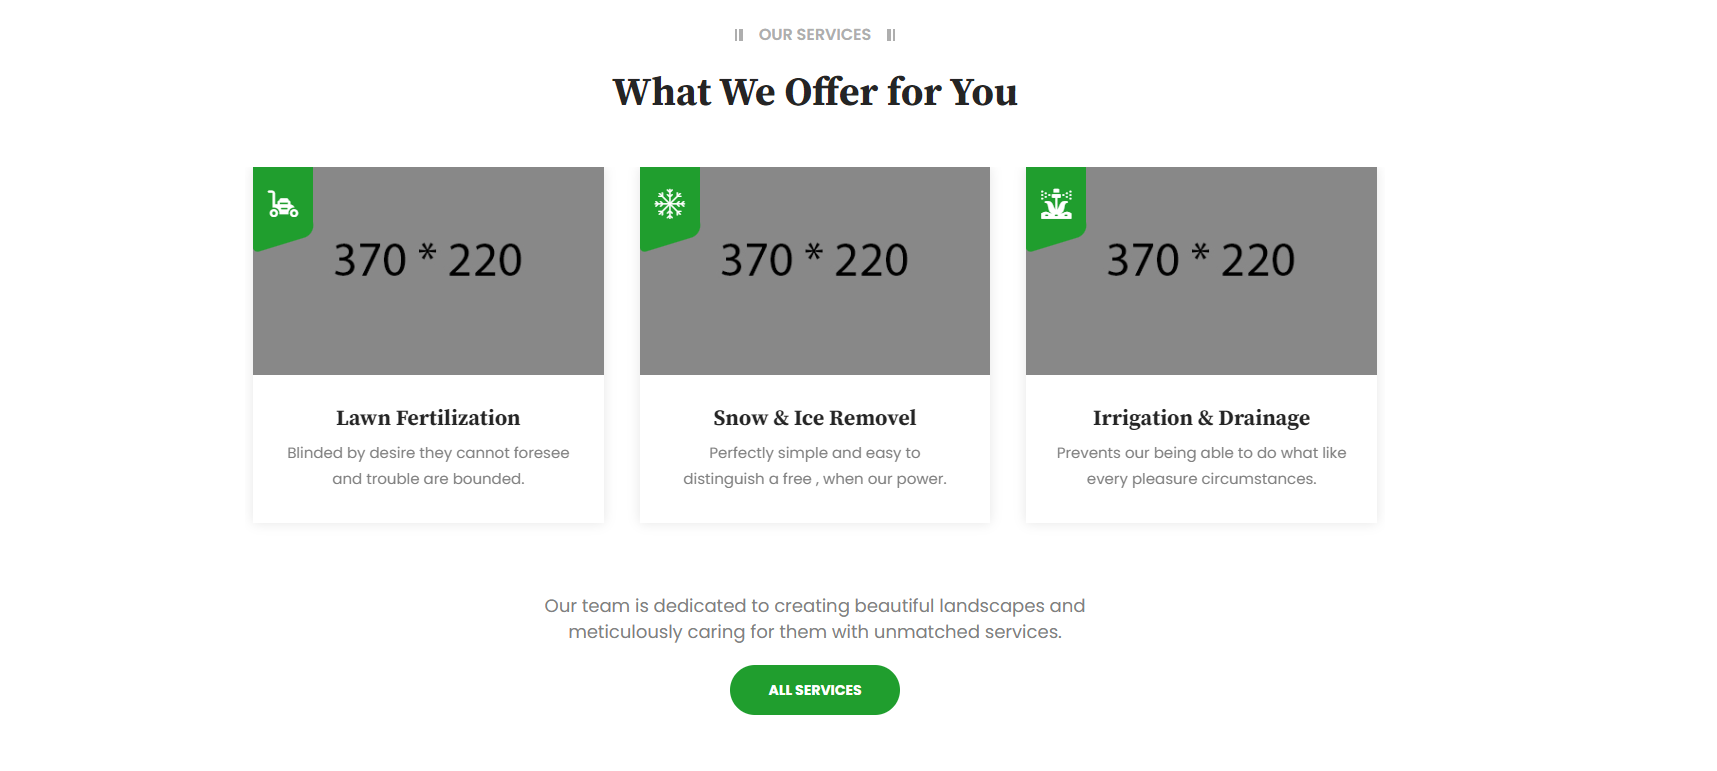 OUR SERVICES
What We Offer for You
370 * 220
370 * 220
370 * 220
Lawn Fertilization
Blinded by desire they cannot foresee
and trouble are bounded.
Snow & Ice Removel
Perfectly simple and easy to
distinguish a free , when our power.
Irrigation & Drainage
Prevents our being able to do what like
every pleasure circumstances.
Our team is dedicated to creating beautiful landscapes and
meticulously caring for them with unmatched services.
ALL SERVICES